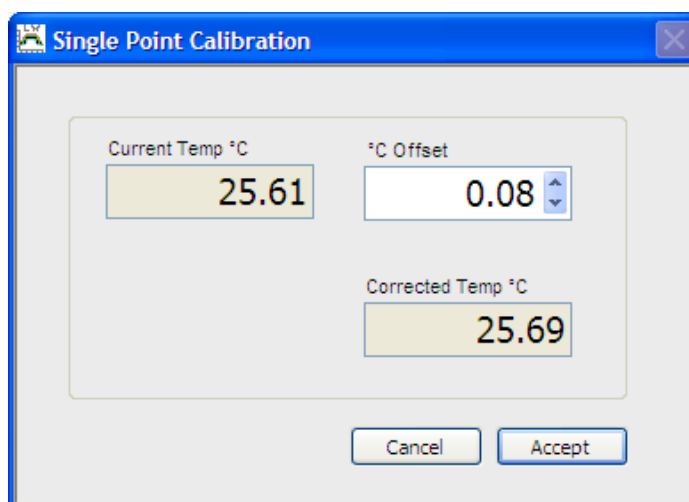 Single Point Calibration
Current Temp °C
°C Offset
25.61
0.08
Corrected Temp °C
25.69
Cancel
Accept